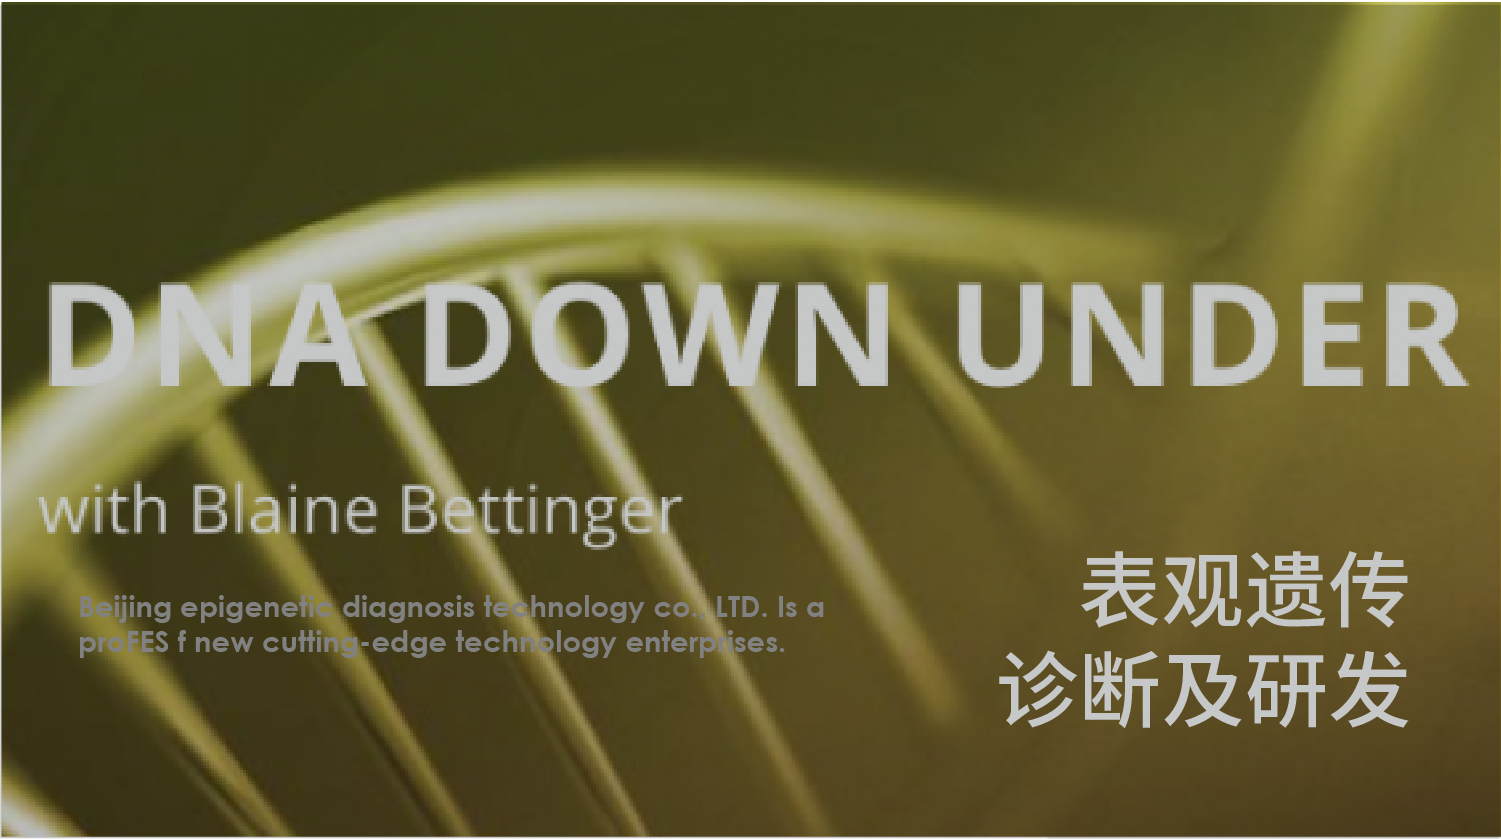 DNA DOWN UNDER
with Blaine Bettinger
Beijing epigenetic diagnosis technology co., LTD. Is a
proFES f new cutting-edge technology enterprises.
表观遗传
诊断及研发